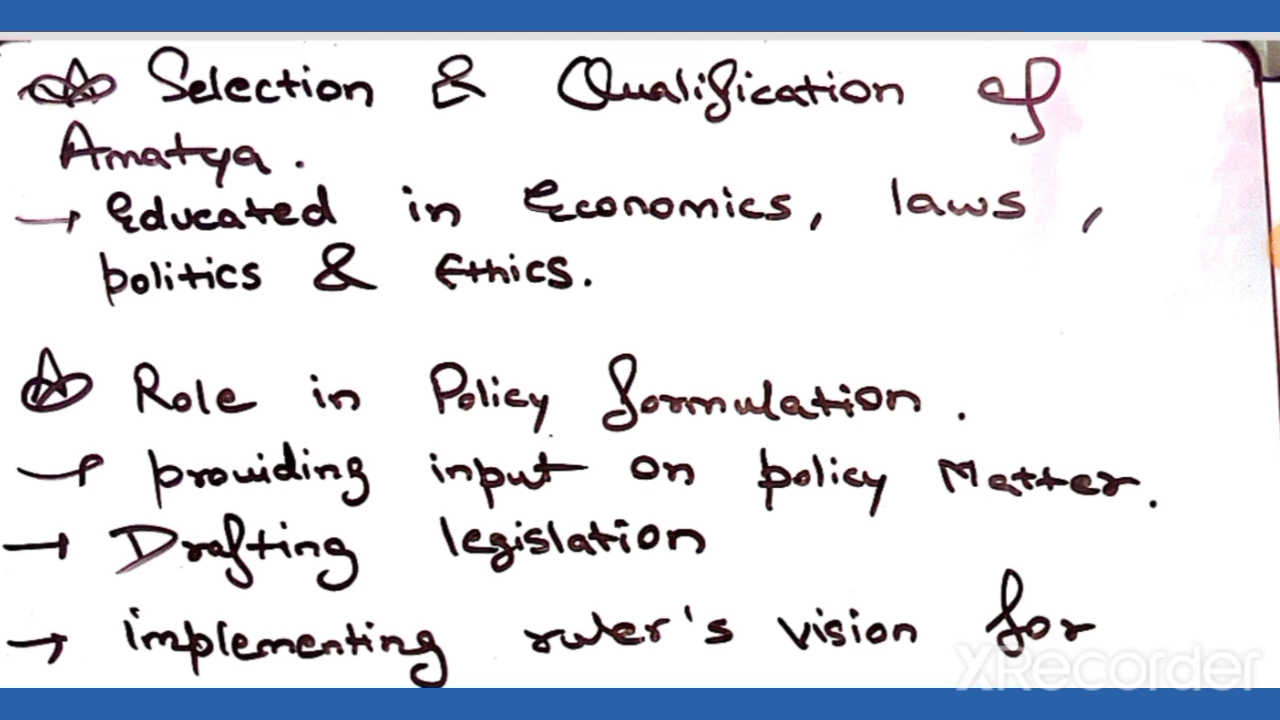 Selection & Qualification of
Amatya.
→ Educated in Economics, laws,
politics & Ethics.
Role in Policy formulation.
→ providing input on policy Matter.
→ Drafting legislation
→ implementing ruler's vision for
XRecorder